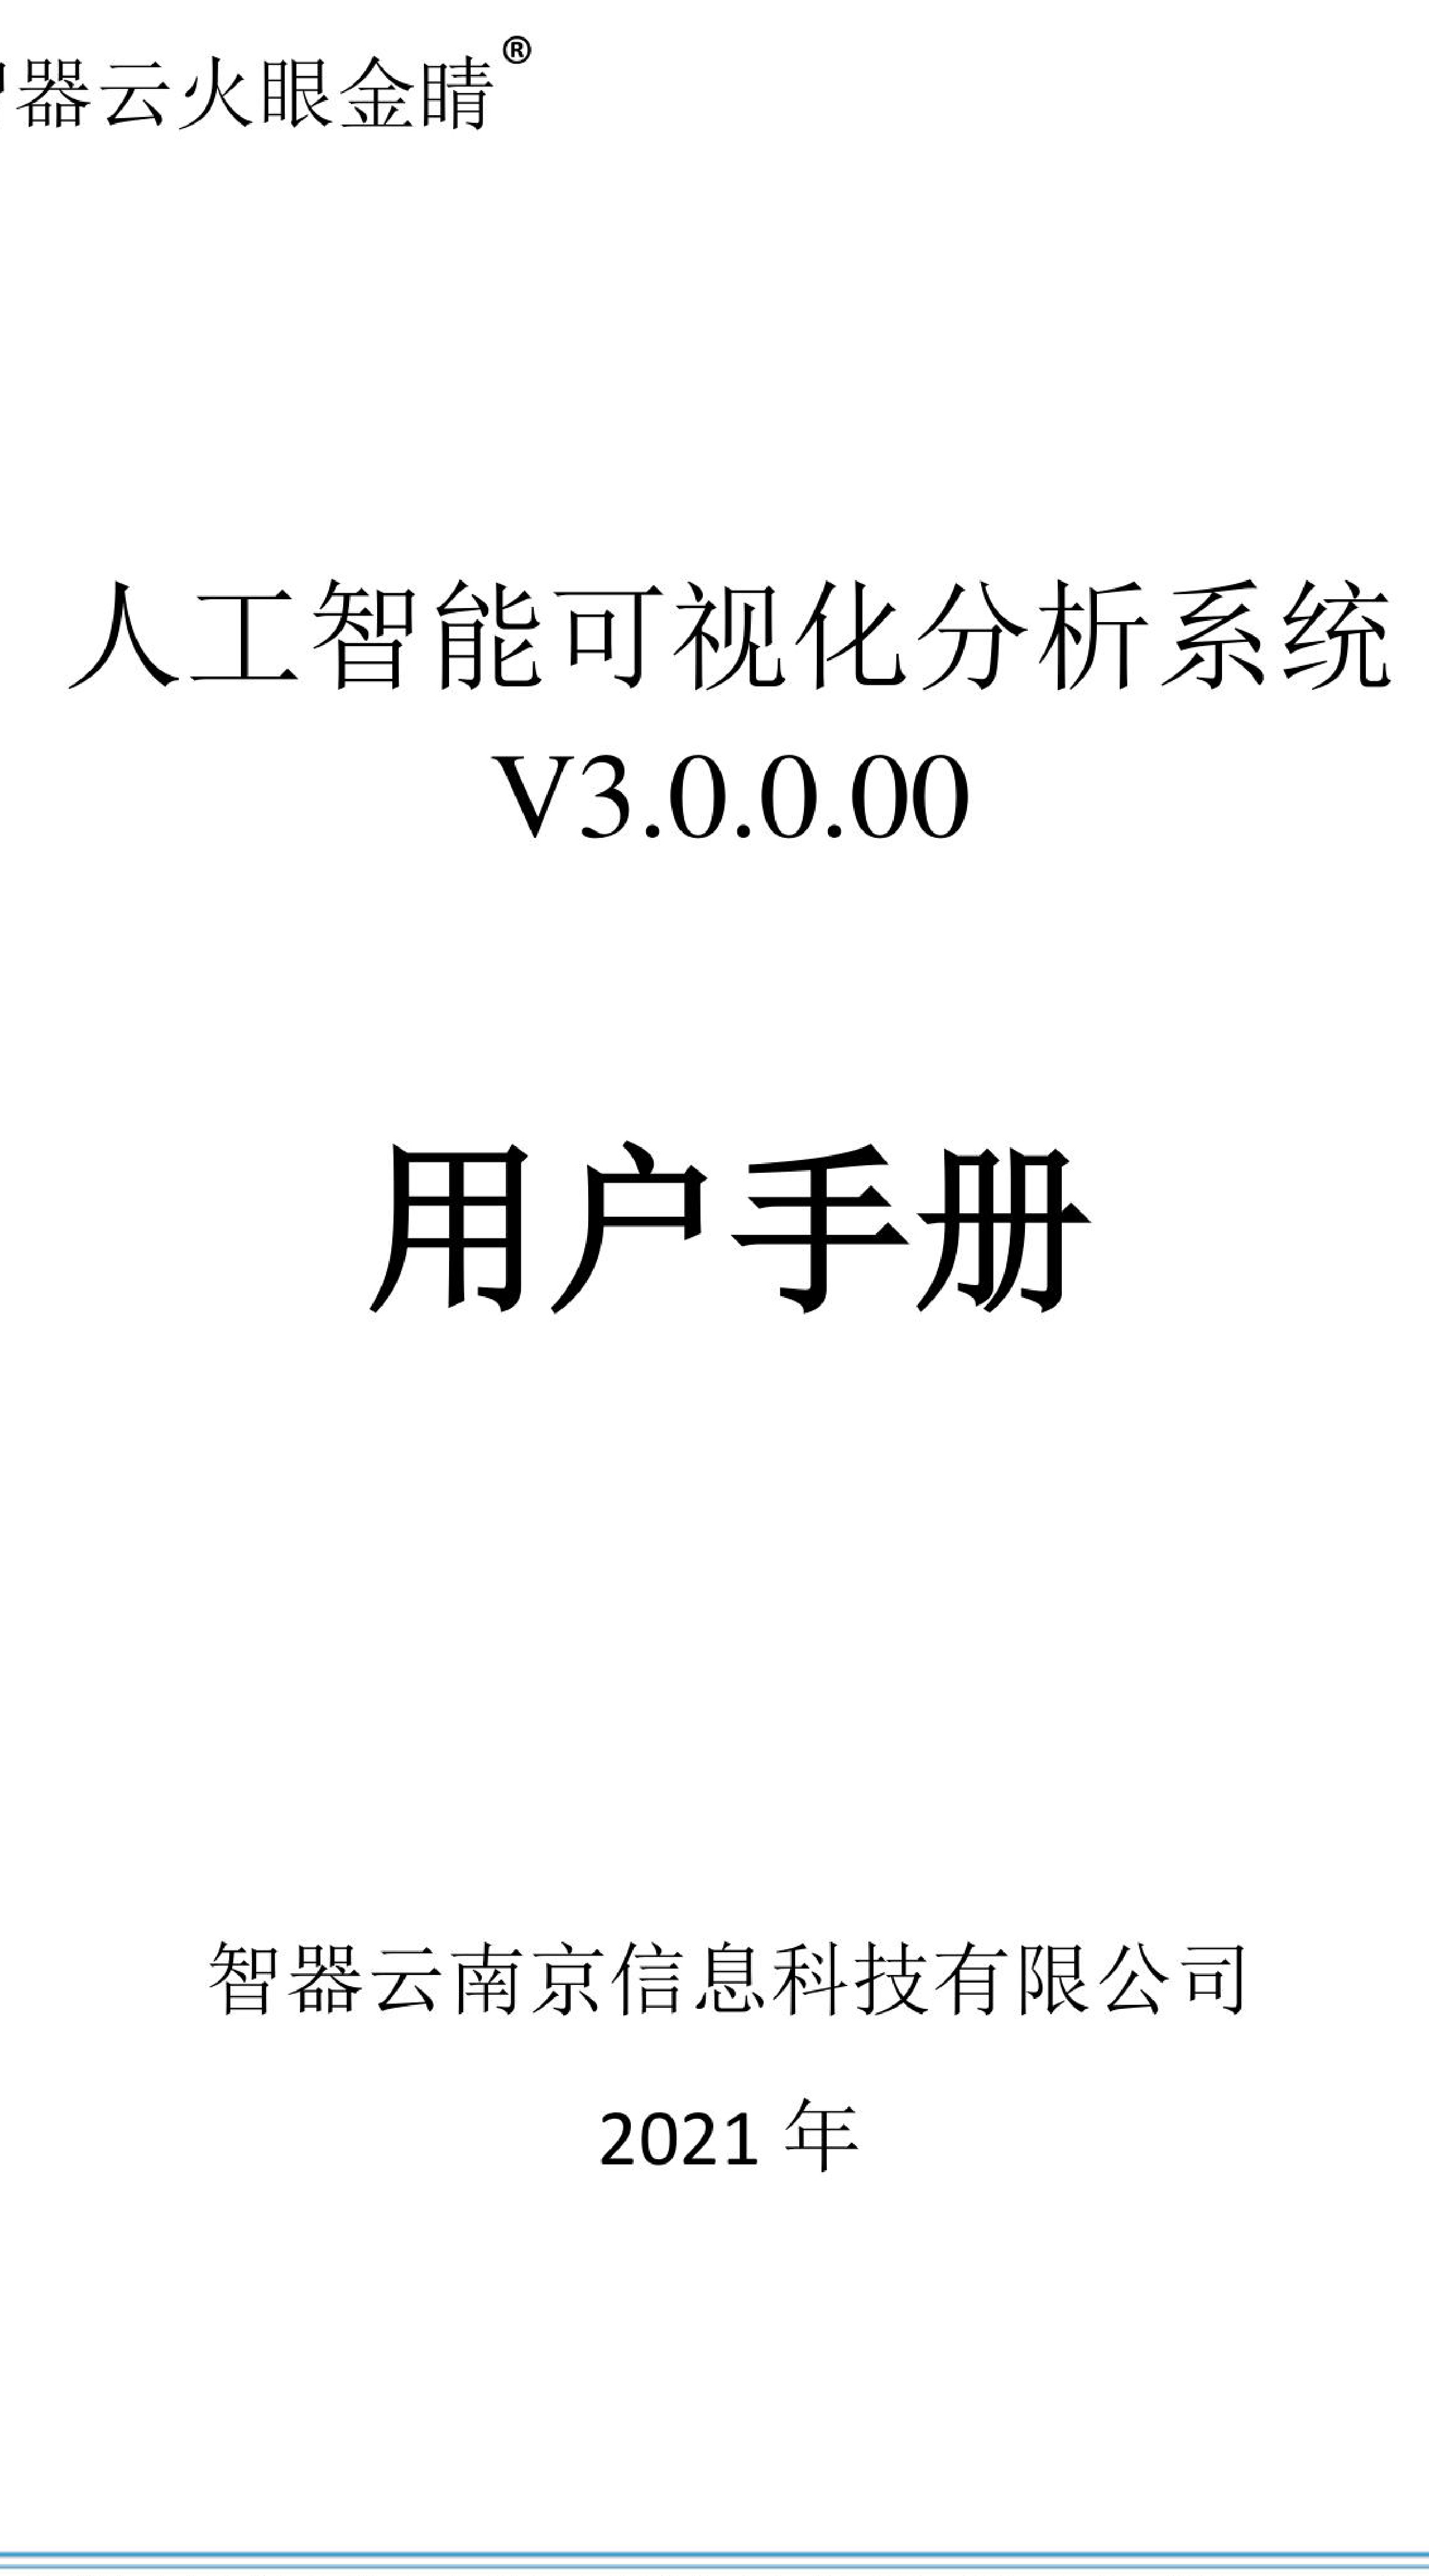 智器云火眼金睛®
人工智能可视化分析系统
V3.0.0.00
用户手册
智器云南京信息科技有限公司
2021 年